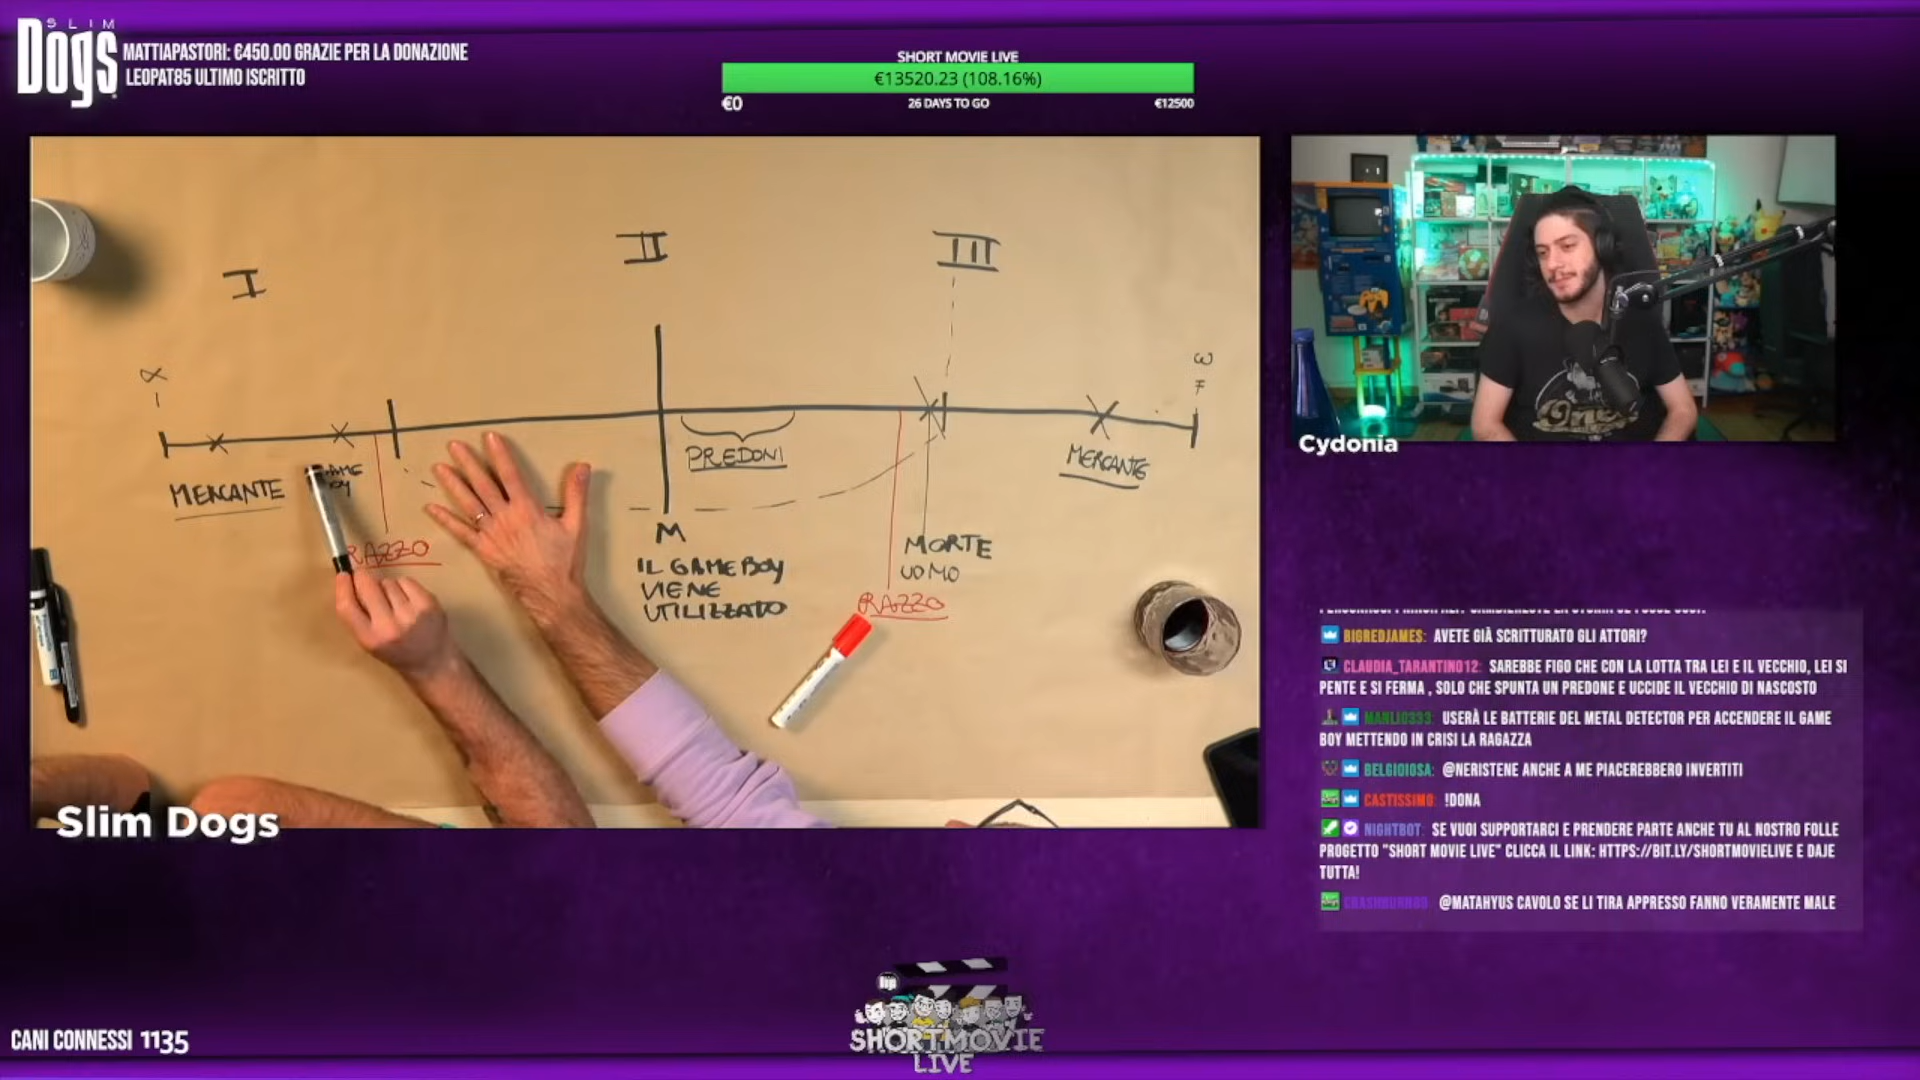 SLIM
Dogs
MATTIAPASTORI: €450.00 GRAZIE PER LA DONAZIONE
LEOPAT85 ULTIMO ISCRITTO
SHORT MOVIE LIVE
€13520.23 (108.16%)
€0
26 DAYS TO GO
€12500
I
II
III
α
ω
F
MERCANTE
RAZZO
PREDONI
M
IL GAMEBOY
VIENE
UTILIZZATO
MORTE
UOMO
RAZZO
MERCANTE
Slim Dogs
Cydonia
BIGREDJAMES: AVETE GIÀ SCRITTURATO GLI ATTORI?
CLAUDIA_TARANTINO12: SAREBBE FIGO CHE CON LA LOTTA TRA LEI E IL VECCHIO, LEI SI
PENTE E SI FERMA , SOLO CHE SPUNTA UN PREDONE E UCCIDE IL VECCHIO DI NASCOSTO
MANLIO333: USERÀ LE BATTERIE DEL METAL DETECTOR PER ACCENDERE IL GAME
BOY METTENDO IN CRISI LA RAGAZZA
BELGIOIOSA: @NERISTENE ANCHE A ME PIACEREBBERO INVERTITI
CASTISSIMO: !DONA
NIGHTBOT: SE VUOI SUPPORTARCI E PRENDERE PARTE ANCHE TU AL NOSTRO FOLLE
PROGETTO "SHORT MOVIE LIVE" CLICCA IL LINK: HTTPS://BIT.LY/SHORTMOVIELIVE E DAJE
TUTTA!
@MATAHYUS CAVOLO SE LI TIRA APPRESSO FANNO VERAMENTE MALE
CANI CONNESSI 1135
SHORTMOVIE
LIVE